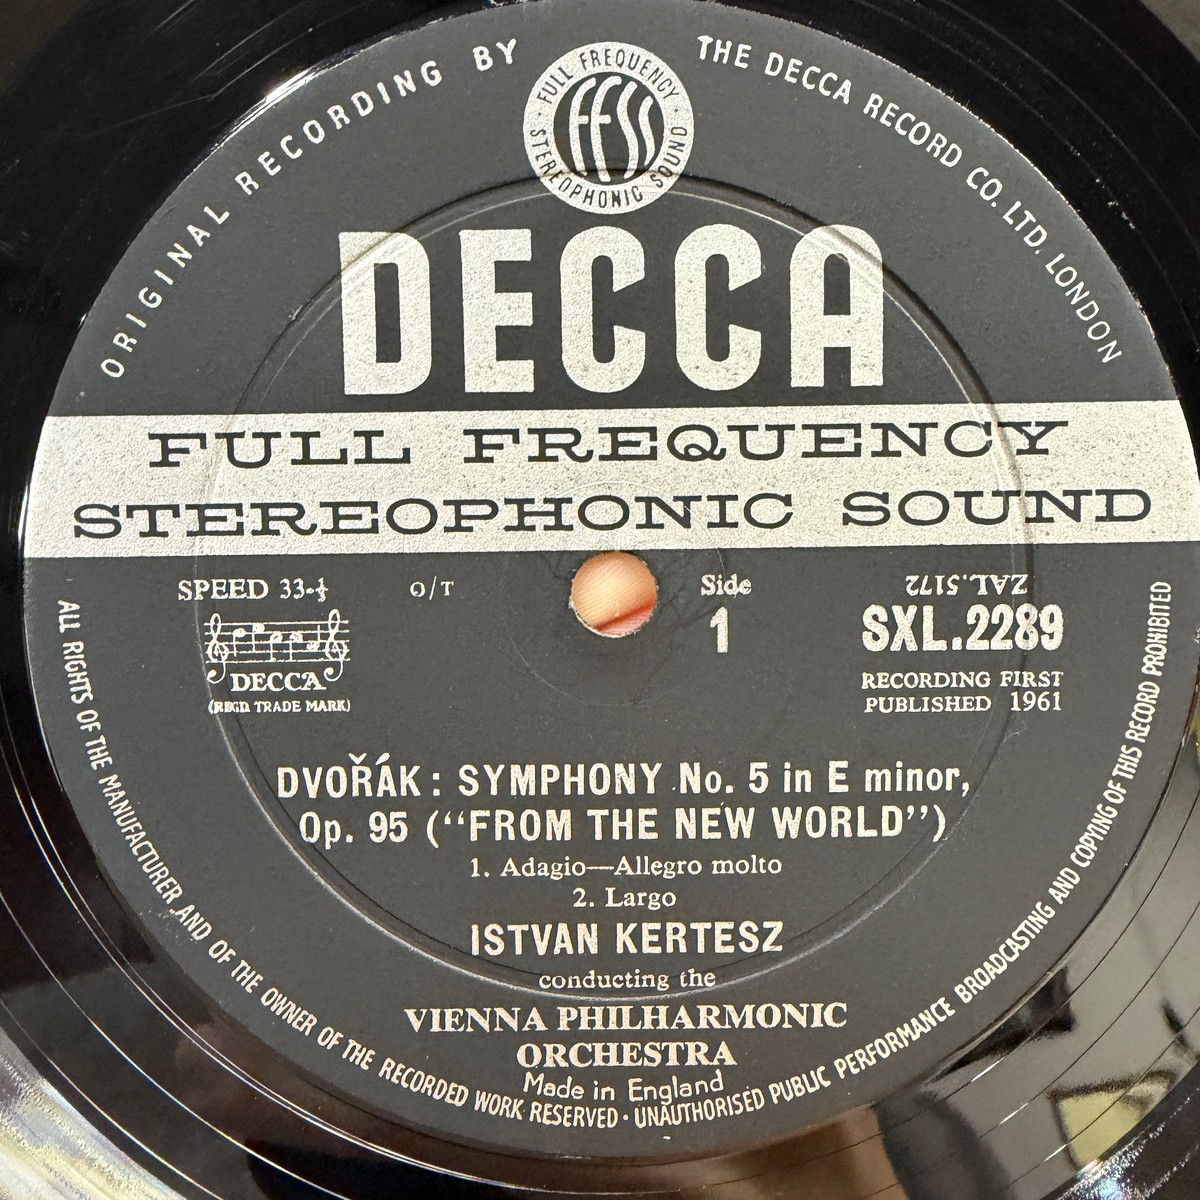 ORIGINAL RECORDING BY
THE DECCA RECORD CO. LTD. LONDON
FULL FREQUENCY
FFSS
STEREOPHONIC SOUND
DECCA
FULL FREQUENCY
STEREOPHONIC SOUND
SPEED 33-⅓
O/T
Side
1
ZAL.5172
SXL.2289
DECCA
(REGD. TRADE MARK)
RECORDING FIRST
PUBLISHED 1961
DVOŘÁK: SYMPHONY No. 5 in E minor,
Op. 95 (“FROM THE NEW WORLD”)
1. Adagio—Allegro molto
2. Largo
ISTVAN KERTESZ
conducting the
VIENNA PHILHARMONIC
ORCHESTRA
Made in England
ALL RIGHTS OF THE MANUFACTURER AND OF THE OWNER OF THE RECORDED WORK RESERVED · UNAUTHORISED PUBLIC PERFORMANCE BROADCASTING AND COPYING OF THIS RECORD PROHIBITED